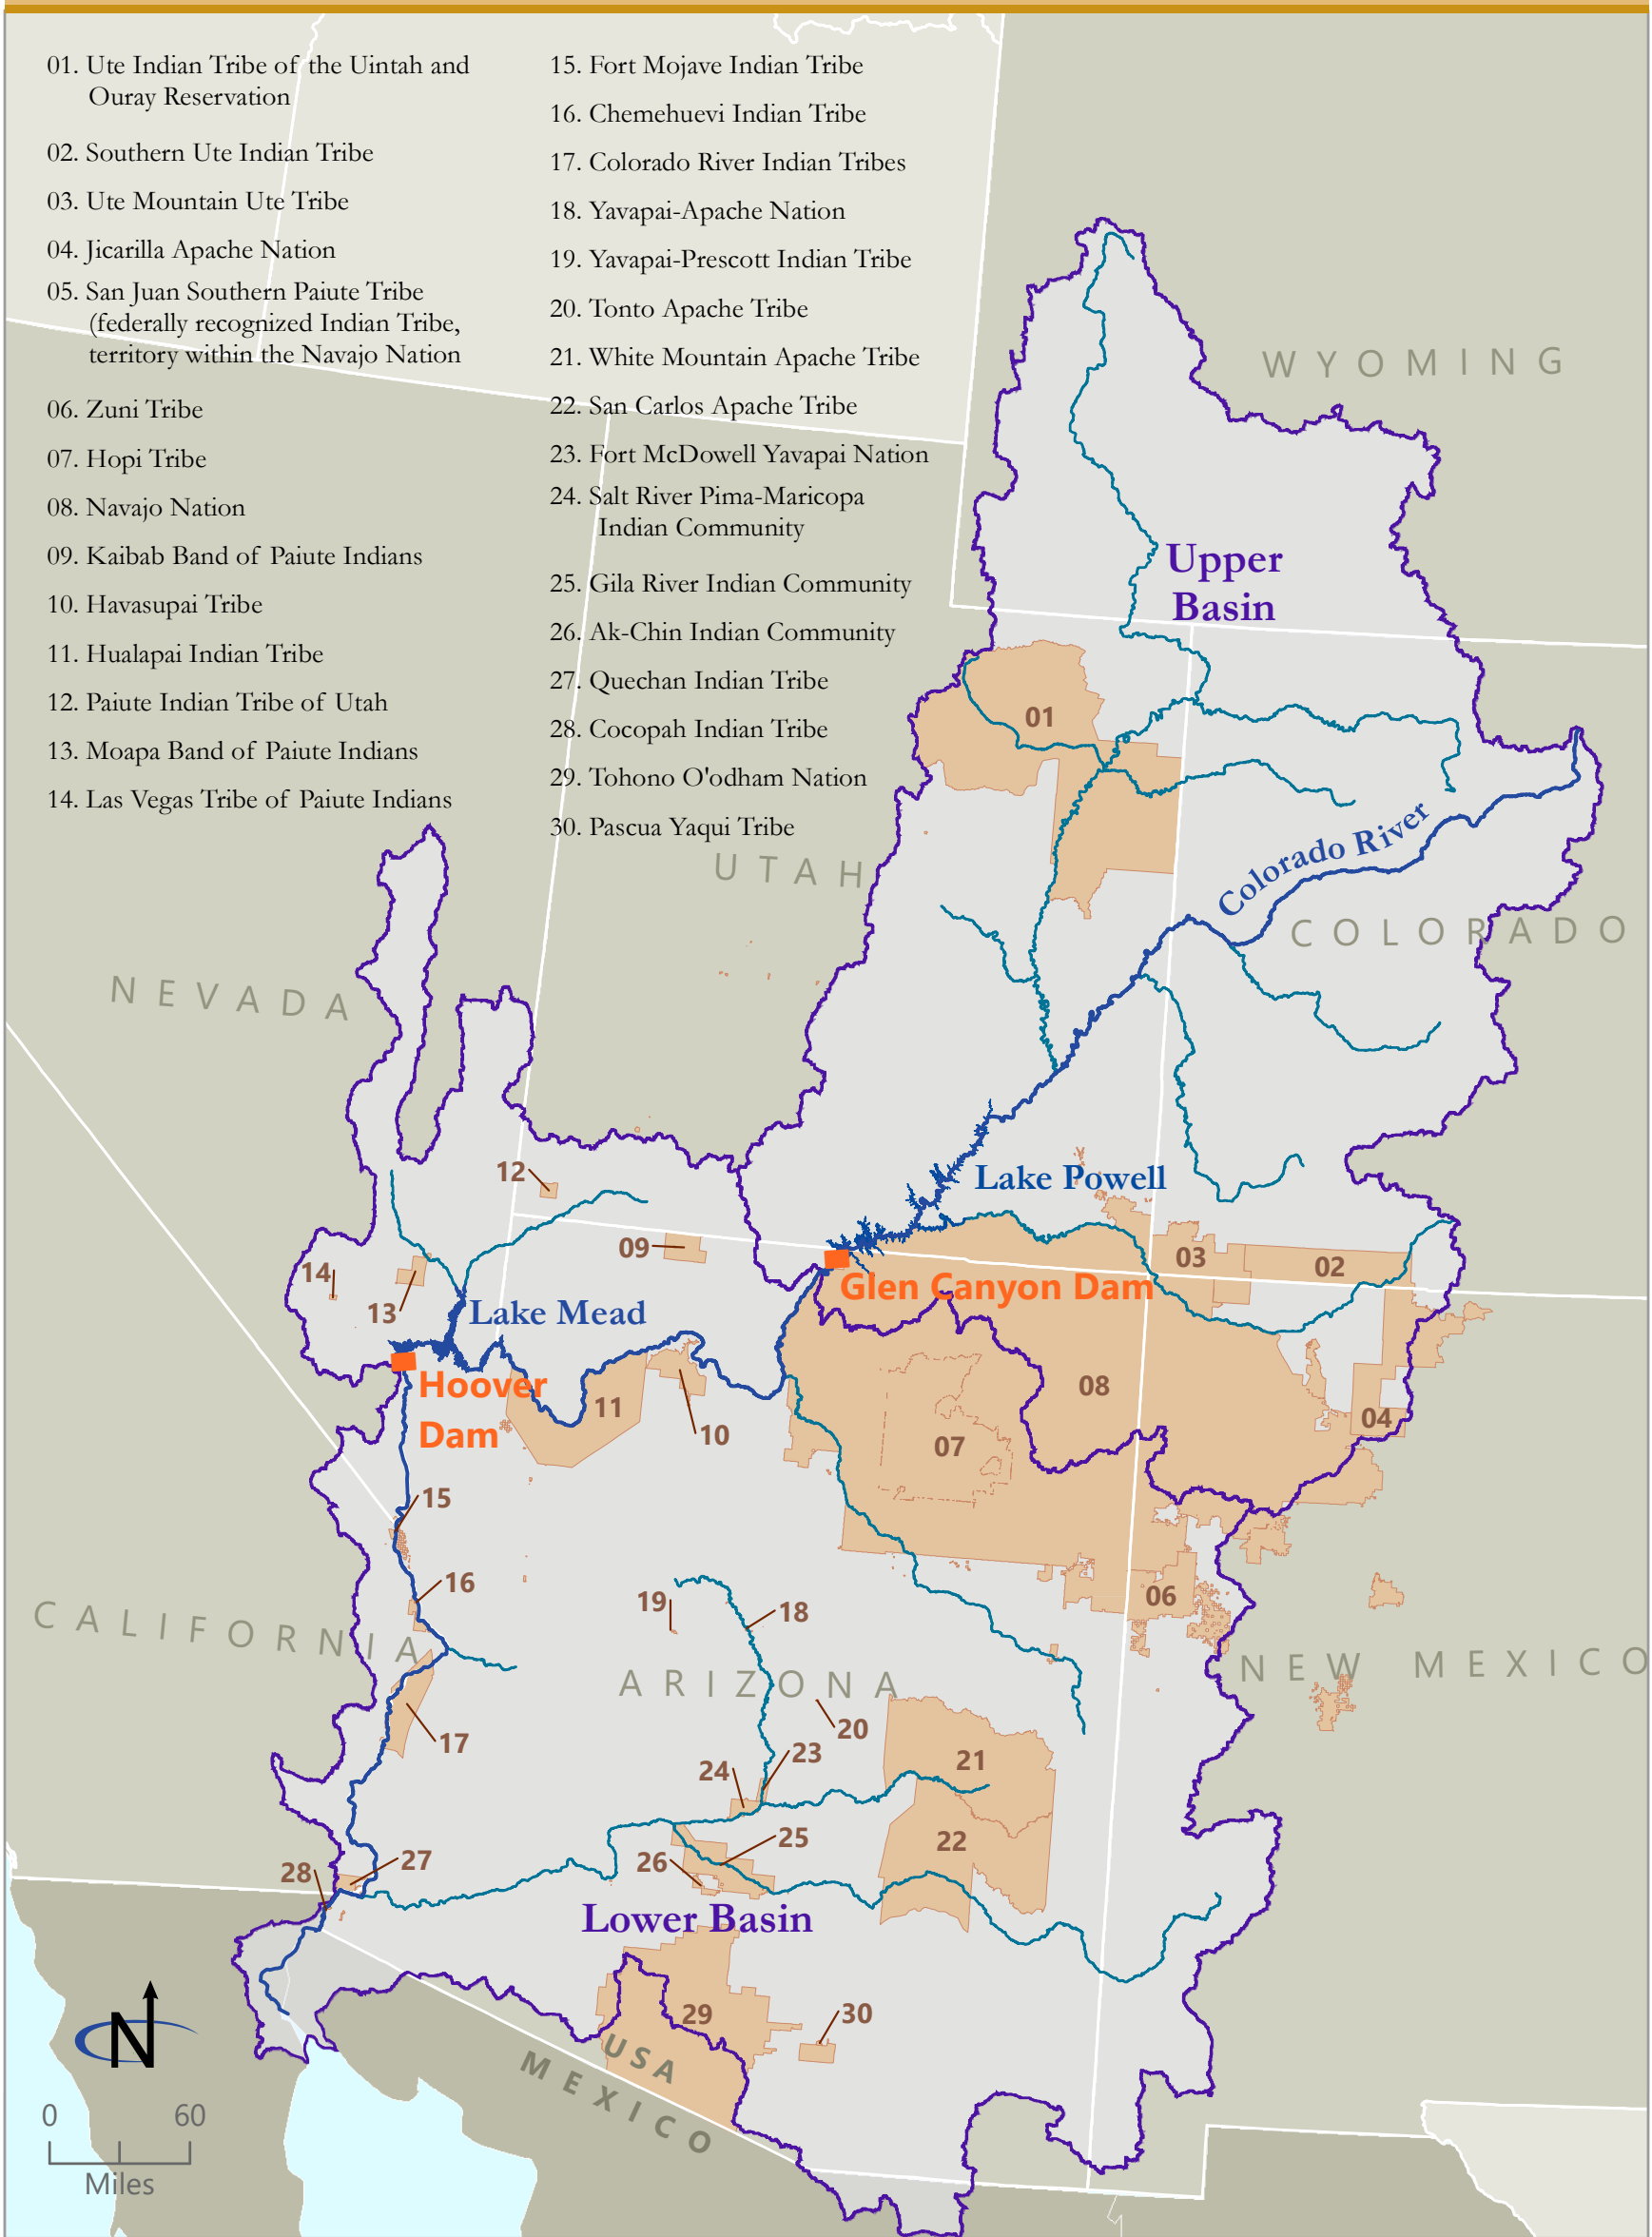 01. Ute Indian Tribe of the Uintah and
Ouray Reservation
02. Southern Ute Indian Tribe
03. Ute Mountain Ute Tribe
04. Jicarilla Apache Nation
05. San Juan Southern Paiute Tribe
(federally recognized Indian Tribe,
territory within the Navajo Nation
06. Zuni Tribe
07. Hopi Tribe
08. Navajo Nation
09. Kaibab Band of Paiute Indians
10. Havasupai Tribe
11. Hualapai Indian Tribe
12. Paiute Indian Tribe of Utah
13. Moapa Band of Paiute Indians
14. Las Vegas Tribe of Paiute Indians
15. Fort Mojave Indian Tribe
16. Chemehuevi Indian Tribe
17. Colorado River Indian Tribes
18. Yavapai-Apache Nation
19. Yavapai-Prescott Indian Tribe
20. Tonto Apache Tribe
21. White Mountain Apache Tribe
22. San Carlos Apache Tribe
23. Fort McDowell Yavapai Nation
24. Salt River Pima-Maricopa
Indian Community
25. Gila River Indian Community
26. Ak-Chin Indian Community
27. Quechan Indian Tribe
28. Cocopah Indian Tribe
29. Tohono O'odham Nation
30. Pascua Yaqui Tribe
WYOMING
Upper
Basin
01
Colorado River
UTAH
COLORADO
NEVADA
12
Lake Powell
09
03
02
14
13
Glen Canyon Dam
Lake Mead
Hoover
Dam
11
10
08
07
04
15
16
19
18
06
CALIFORNIA
ARIZONA
NEW MEXICO
20
17
23
24
21
25
26
22
27
28
Lower Basin
29
30
USA
MEXICO
N
0 60
Miles